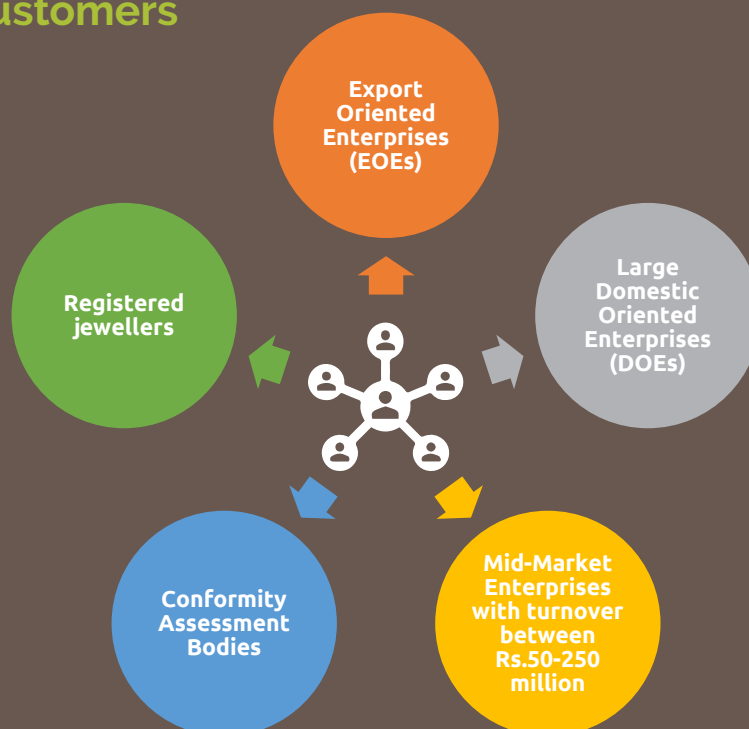 ustomers
Export
Oriented
Enterprises
(EOEs)
Large
Domestic
Oriented
Enterprises
(DOEs)
Mid-Market
Enterprises
with turnover
between
Rs.50-250
million
Conformity
Assessment
Bodies
Registered
jewellers